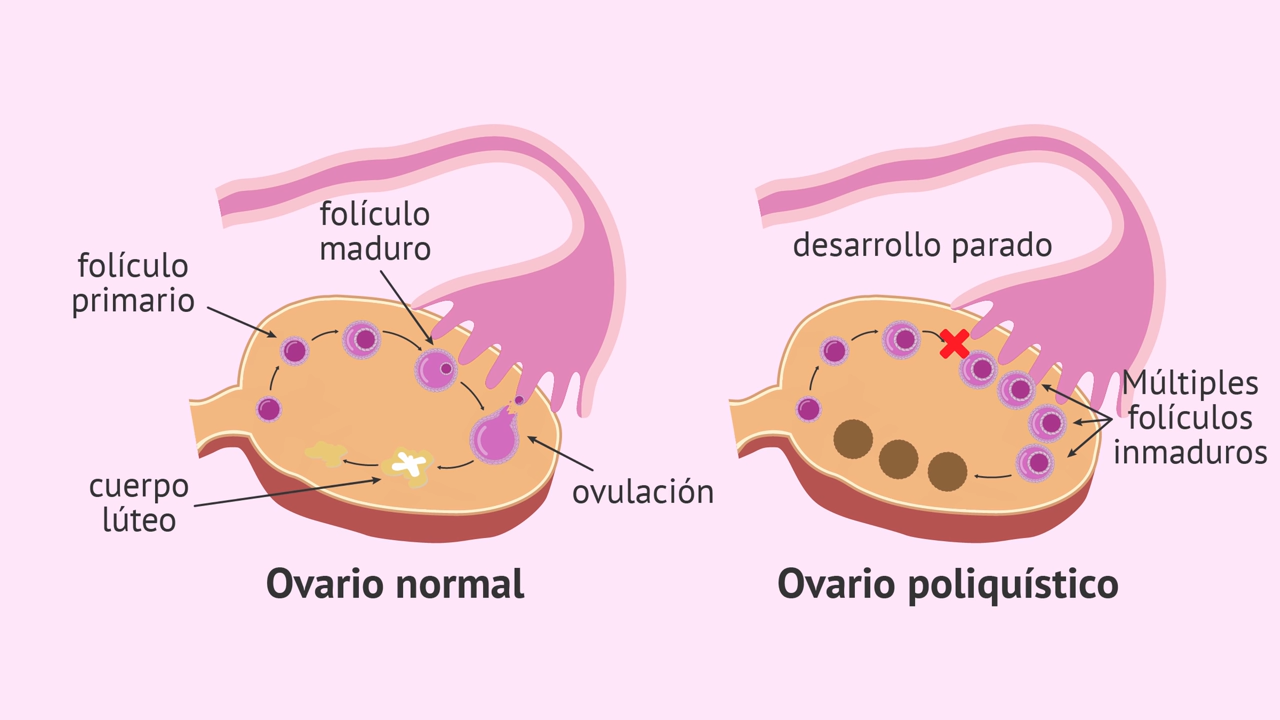 folículo
maduro
folículo
primario
cuerpo
lúteo
ovulación
Ovario normal
desarrollo parado
Múltiples
folículos
inmaduros
Ovario poliquístico